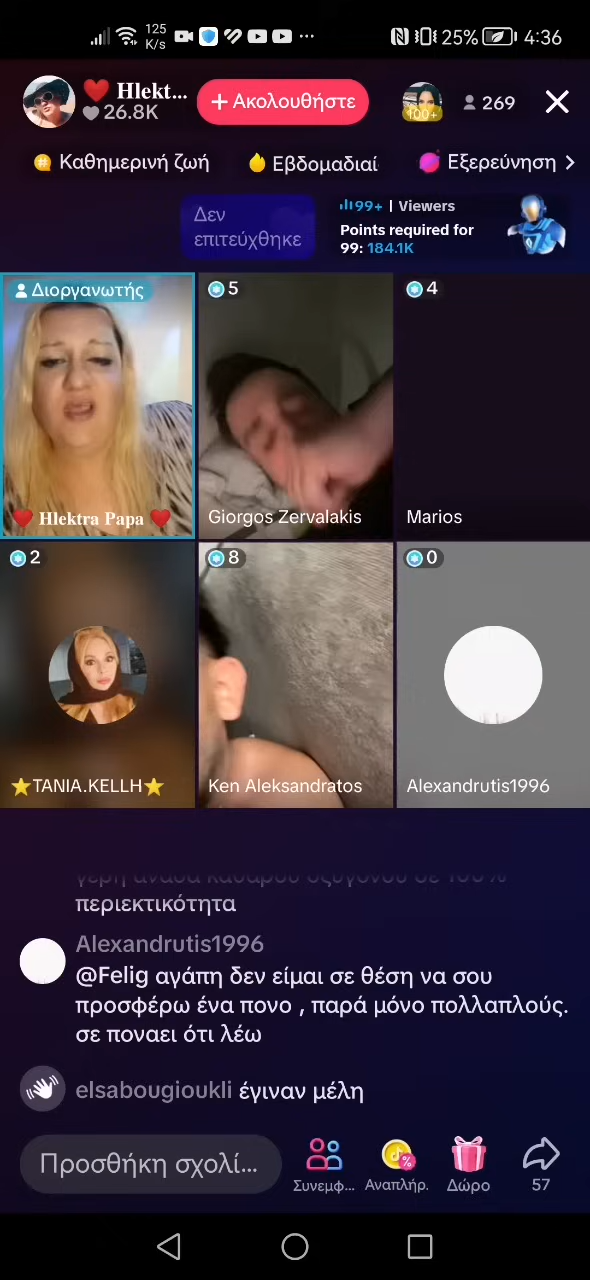 125
K/s
25%
4:36
❤️ Hlekt...
26.8K
+ Ακολουθήστε
100+
269
Καθημερινή ζωή
Εβδομαδιαί
Εξερεύνηση
Δεν
επιτεύχθηκε
99+ | Viewers
Points required for
99: 184.1K
Διοργανωτής
5
4
❤️ Hlektra Papa ❤️
Giorgos Zervalakis
Marios
2
8
0
⭐TANIA.KELLH⭐
Ken Aleksandratos
Alexandrutis1996
περιεκτικότητα
Alexandrutis1996
@Felig αγάπη δεν είμαι σε θέση να σου
προσφέρω ένα πονο , παρά μόνο πολλαπλούς.
σε ποναει ότι λέω
elsabougioukli έγιναν μέλη
Προσθήκη σχολί...
Συνεμφ...
Αναπλήρ.
Δώρο
57